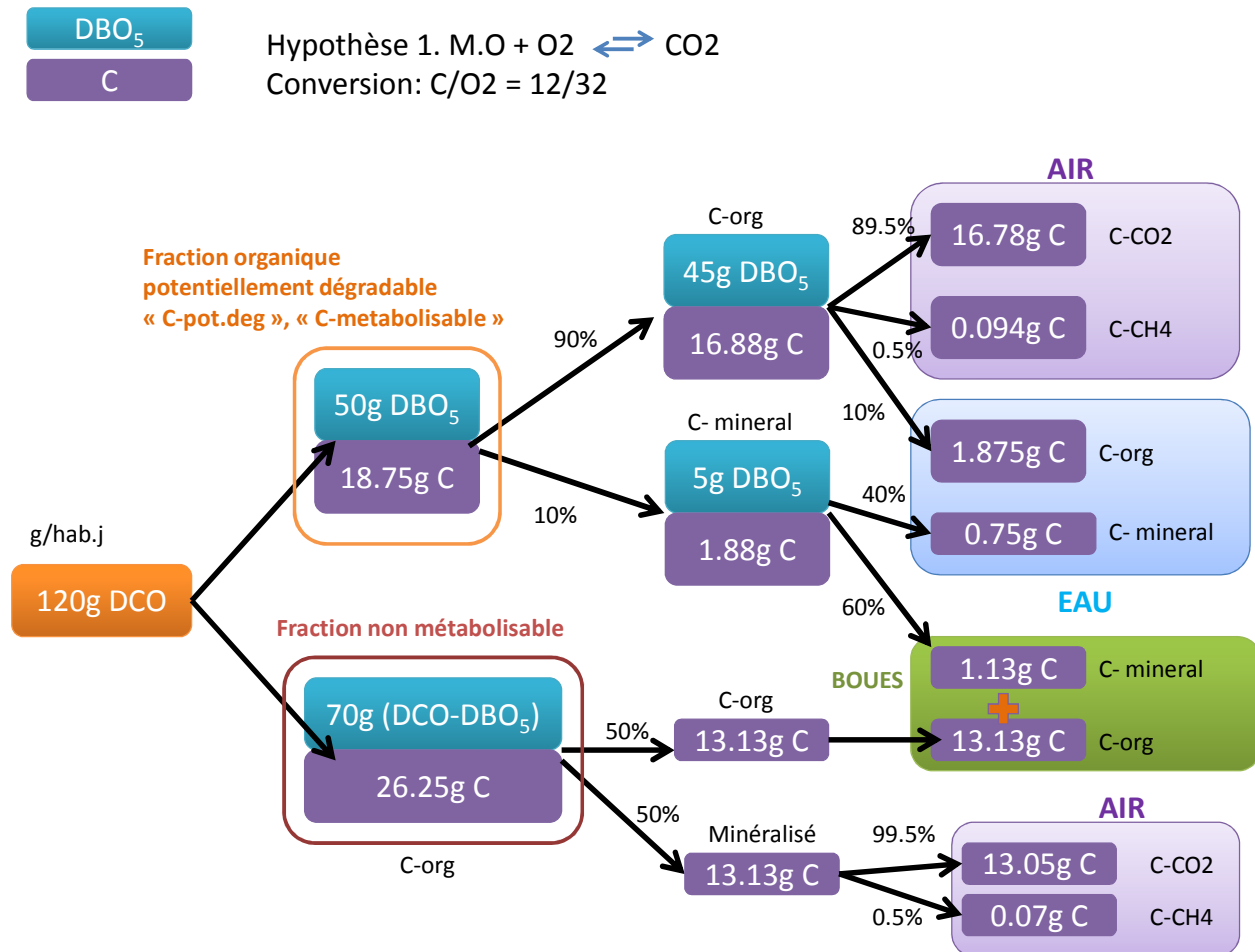 DBO5
C
Hypothèse 1. M.O + O2 CO2
Conversion: C/O2 = 12/32
AIR
C-org
89.5%
16.78g C
C-CO2
45g DBO5
16.88g C
0.094g C
C-CH4
0.5%
Fraction organique
potentiellement dégradable
« C-pot.deg », « C-metabolisable »
90%
50g DBO5
18.75g C
10%
10%
C- mineral
5g DBO5
1.88g C
1.875g C
C-org
40%
0.75g C
C- mineral
EAU
60%
g/hab.j
120g DCO
Fraction non métabolisable
70g (DCO-DBO5)
26.25g C
C-org
50%
C-org
13.13g C
BOUES
1.13g C
C- mineral
13.13g C
C-org
50%
Minéralisé
13.13g C
AIR
99.5%
13.05g C
C-CO2
0.5%
0.07g C
C-CH4